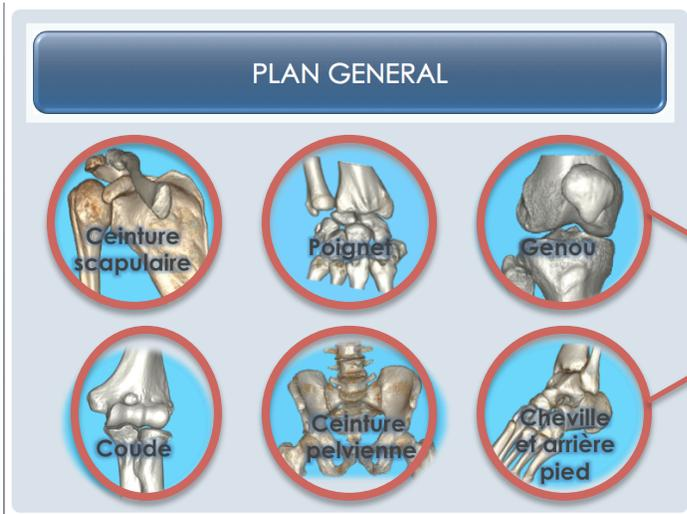 PLAN GENERAL
Ceinture
scapulaire
Poignet
Genou
Coude
Ceinture
pelvienne
Cheville
et arrière
pied